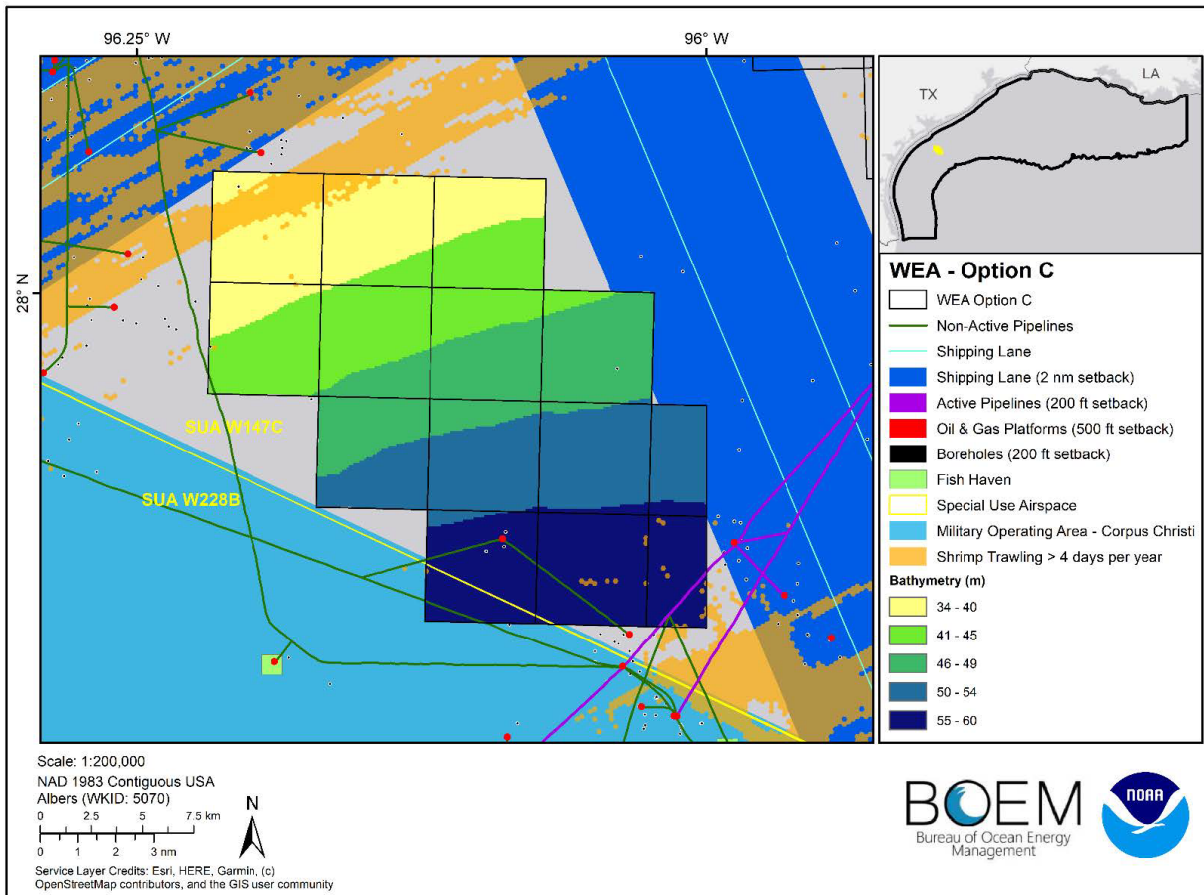 96.25° W
96° W
28° N
SUA W147C
SUA W228B
TX
LA
WEA - Option C
WEA Option C
Non-Active Pipelines
Shipping Lane
Shipping Lane (2 nm setback)
Active Pipelines (200 ft setback)
Oil & Gas Platforms (500 ft setback)
Boreholes (200 ft setback)
Fish Haven
Special Use Airspace
Military Operating Area - Corpus Christi
Shrimp Trawling > 4 days per year
Bathymetry (m)
34 - 40
41 - 45
46 - 49
50 - 54
55 - 60
Scale: 1:200,000
NAD 1983 Contiguous USA
Albers (WKID: 5070)
N
0 2.5 5 7.5 km
0 1 2 3 nm
Service Layer Credits: Esri, HERE, Garmin, (c)
OpenStreetMap contributors, and the GIS user community
BOEM
Bureau of Ocean Energy
Management
NOAA